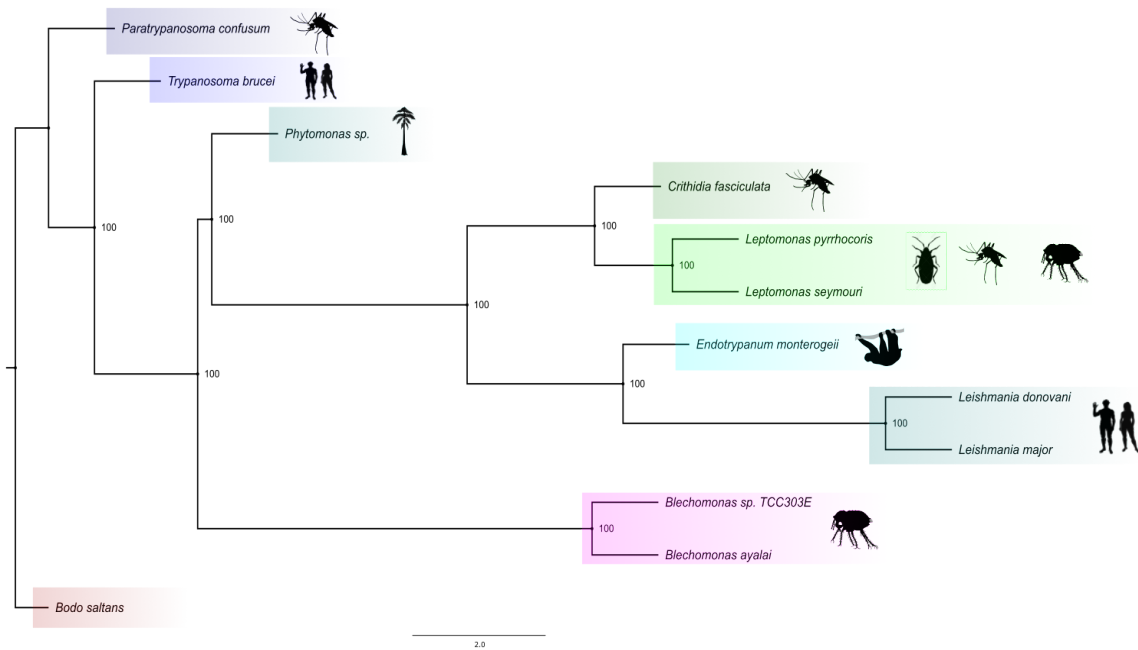 Paratrypanosoma confusum
Trypanosoma brucei
Phytomonas sp.
Crithidia fasciculata
100
100
Leptomonas pyrrhocoris
100
100
Leptomonas seymouri
100
Endotrypanum monterogeii
100
100
Leishmania donovani
100
Leishmania major
Blechomonas sp. TCC303E
100
Blechomonas ayalai
Bodo saltans
2.0